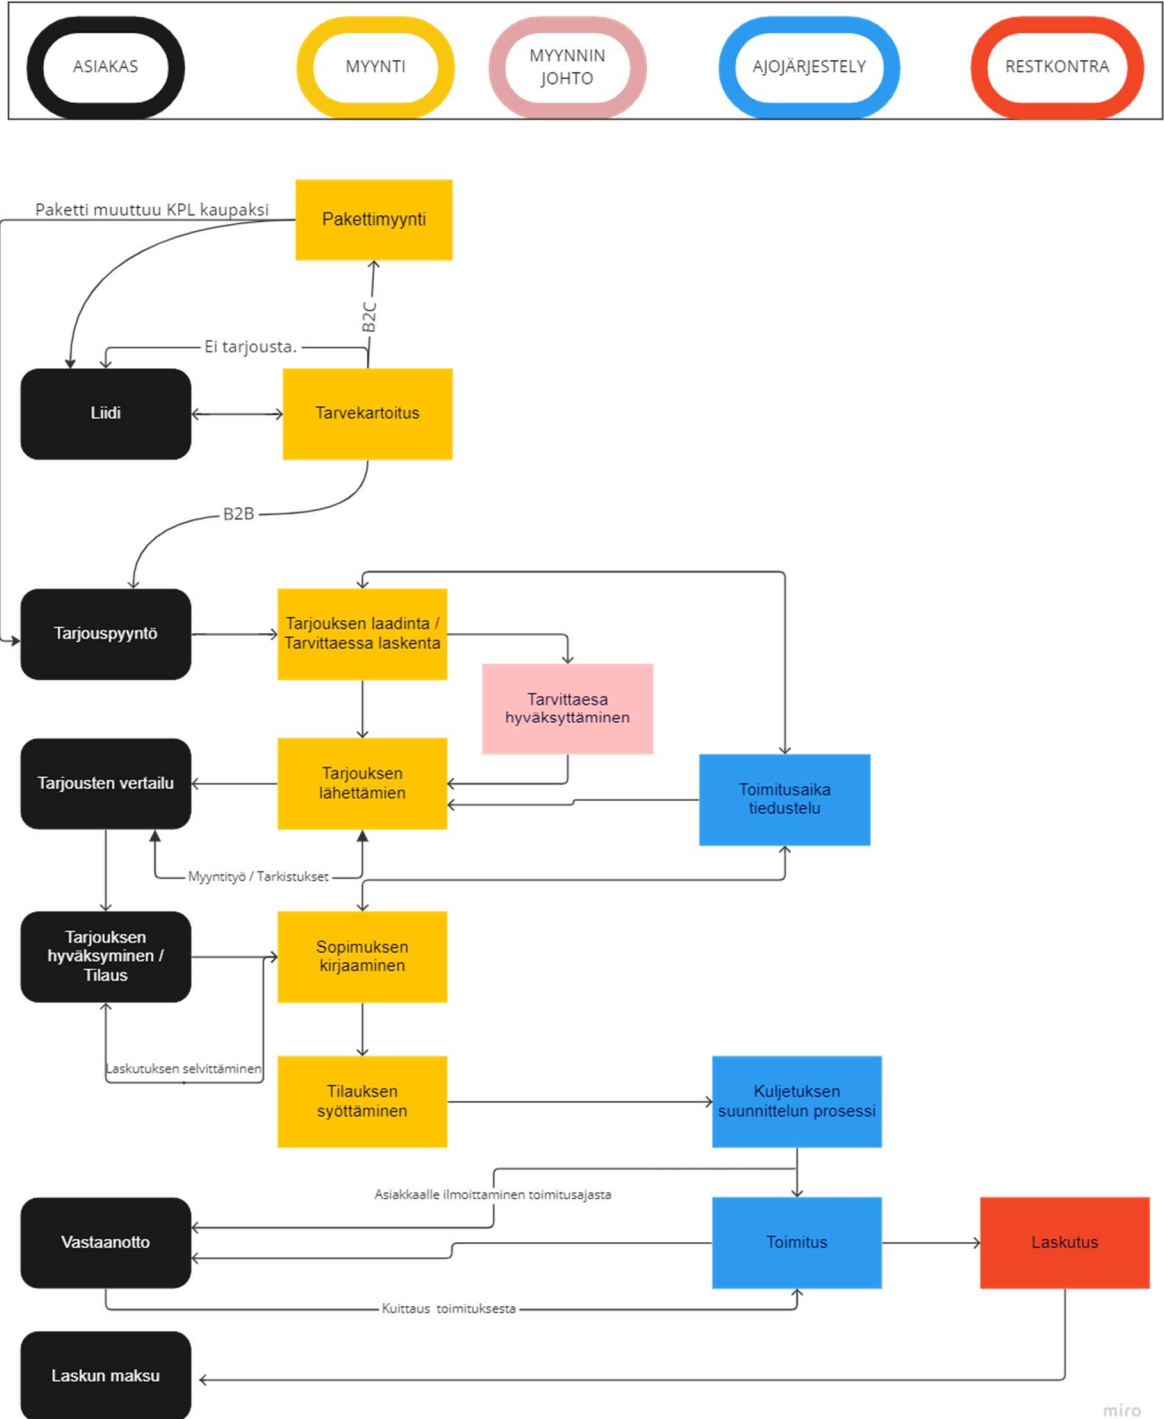 ASIAKAS
MYYNTI
MYYNNIN
JOHTO
AJOJÄRJESTELY
RESTKONTRA
Paketti muuttuu KPL kaupaksi
Pakettimyynti
B2C
Ei tarjousta.
Liidi
Tarvekartoitus
B2B
Tarjouspyyntö
Tarjouksen laadinta /
Tarvittaessa laskenta
Tarvittaesa
hyväksyttäminen
Tarjousten vertailu
Tarjouksen
lähettämien
Toimitusaika
tiedustelu
Myyntityö / Tarkistukset
Tarjouksen
hyväksyminen /
Tilaus
Sopimuksen
kirjaaminen
Laskutuksen selvittäminen
Tilauksen
syöttäminen
Kuljetuksen
suunnittelun prosessi
Asiakkaalle ilmoittaminen toimitusajasta
Vastaanotto
Toimitus
Laskutus
Kuittaus toimituksesta
Laskun maksu
miro